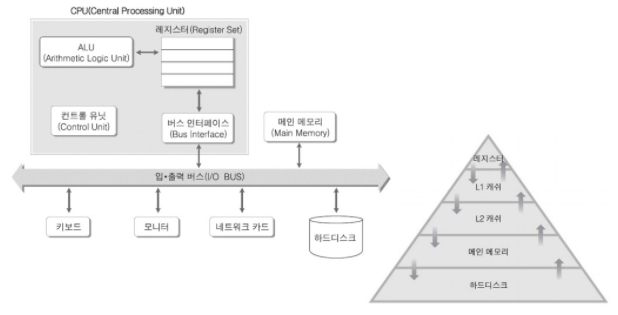 CPU(Central Processing Unit)
레지스터(Register Set)
ALU
(Arithmetic Logic Unit)
컨트롤 유닛
(Control Unit)
버스 인터페이스
(Bus Interface)
메인 메모리
(Main Memory)
입•출력 버스(I/O BUS)
키보드
모니터
네트워크 카드
하드디스크
레지스터
L1 캐쉬
L2 캐쉬
메인 메모리
하드디스크